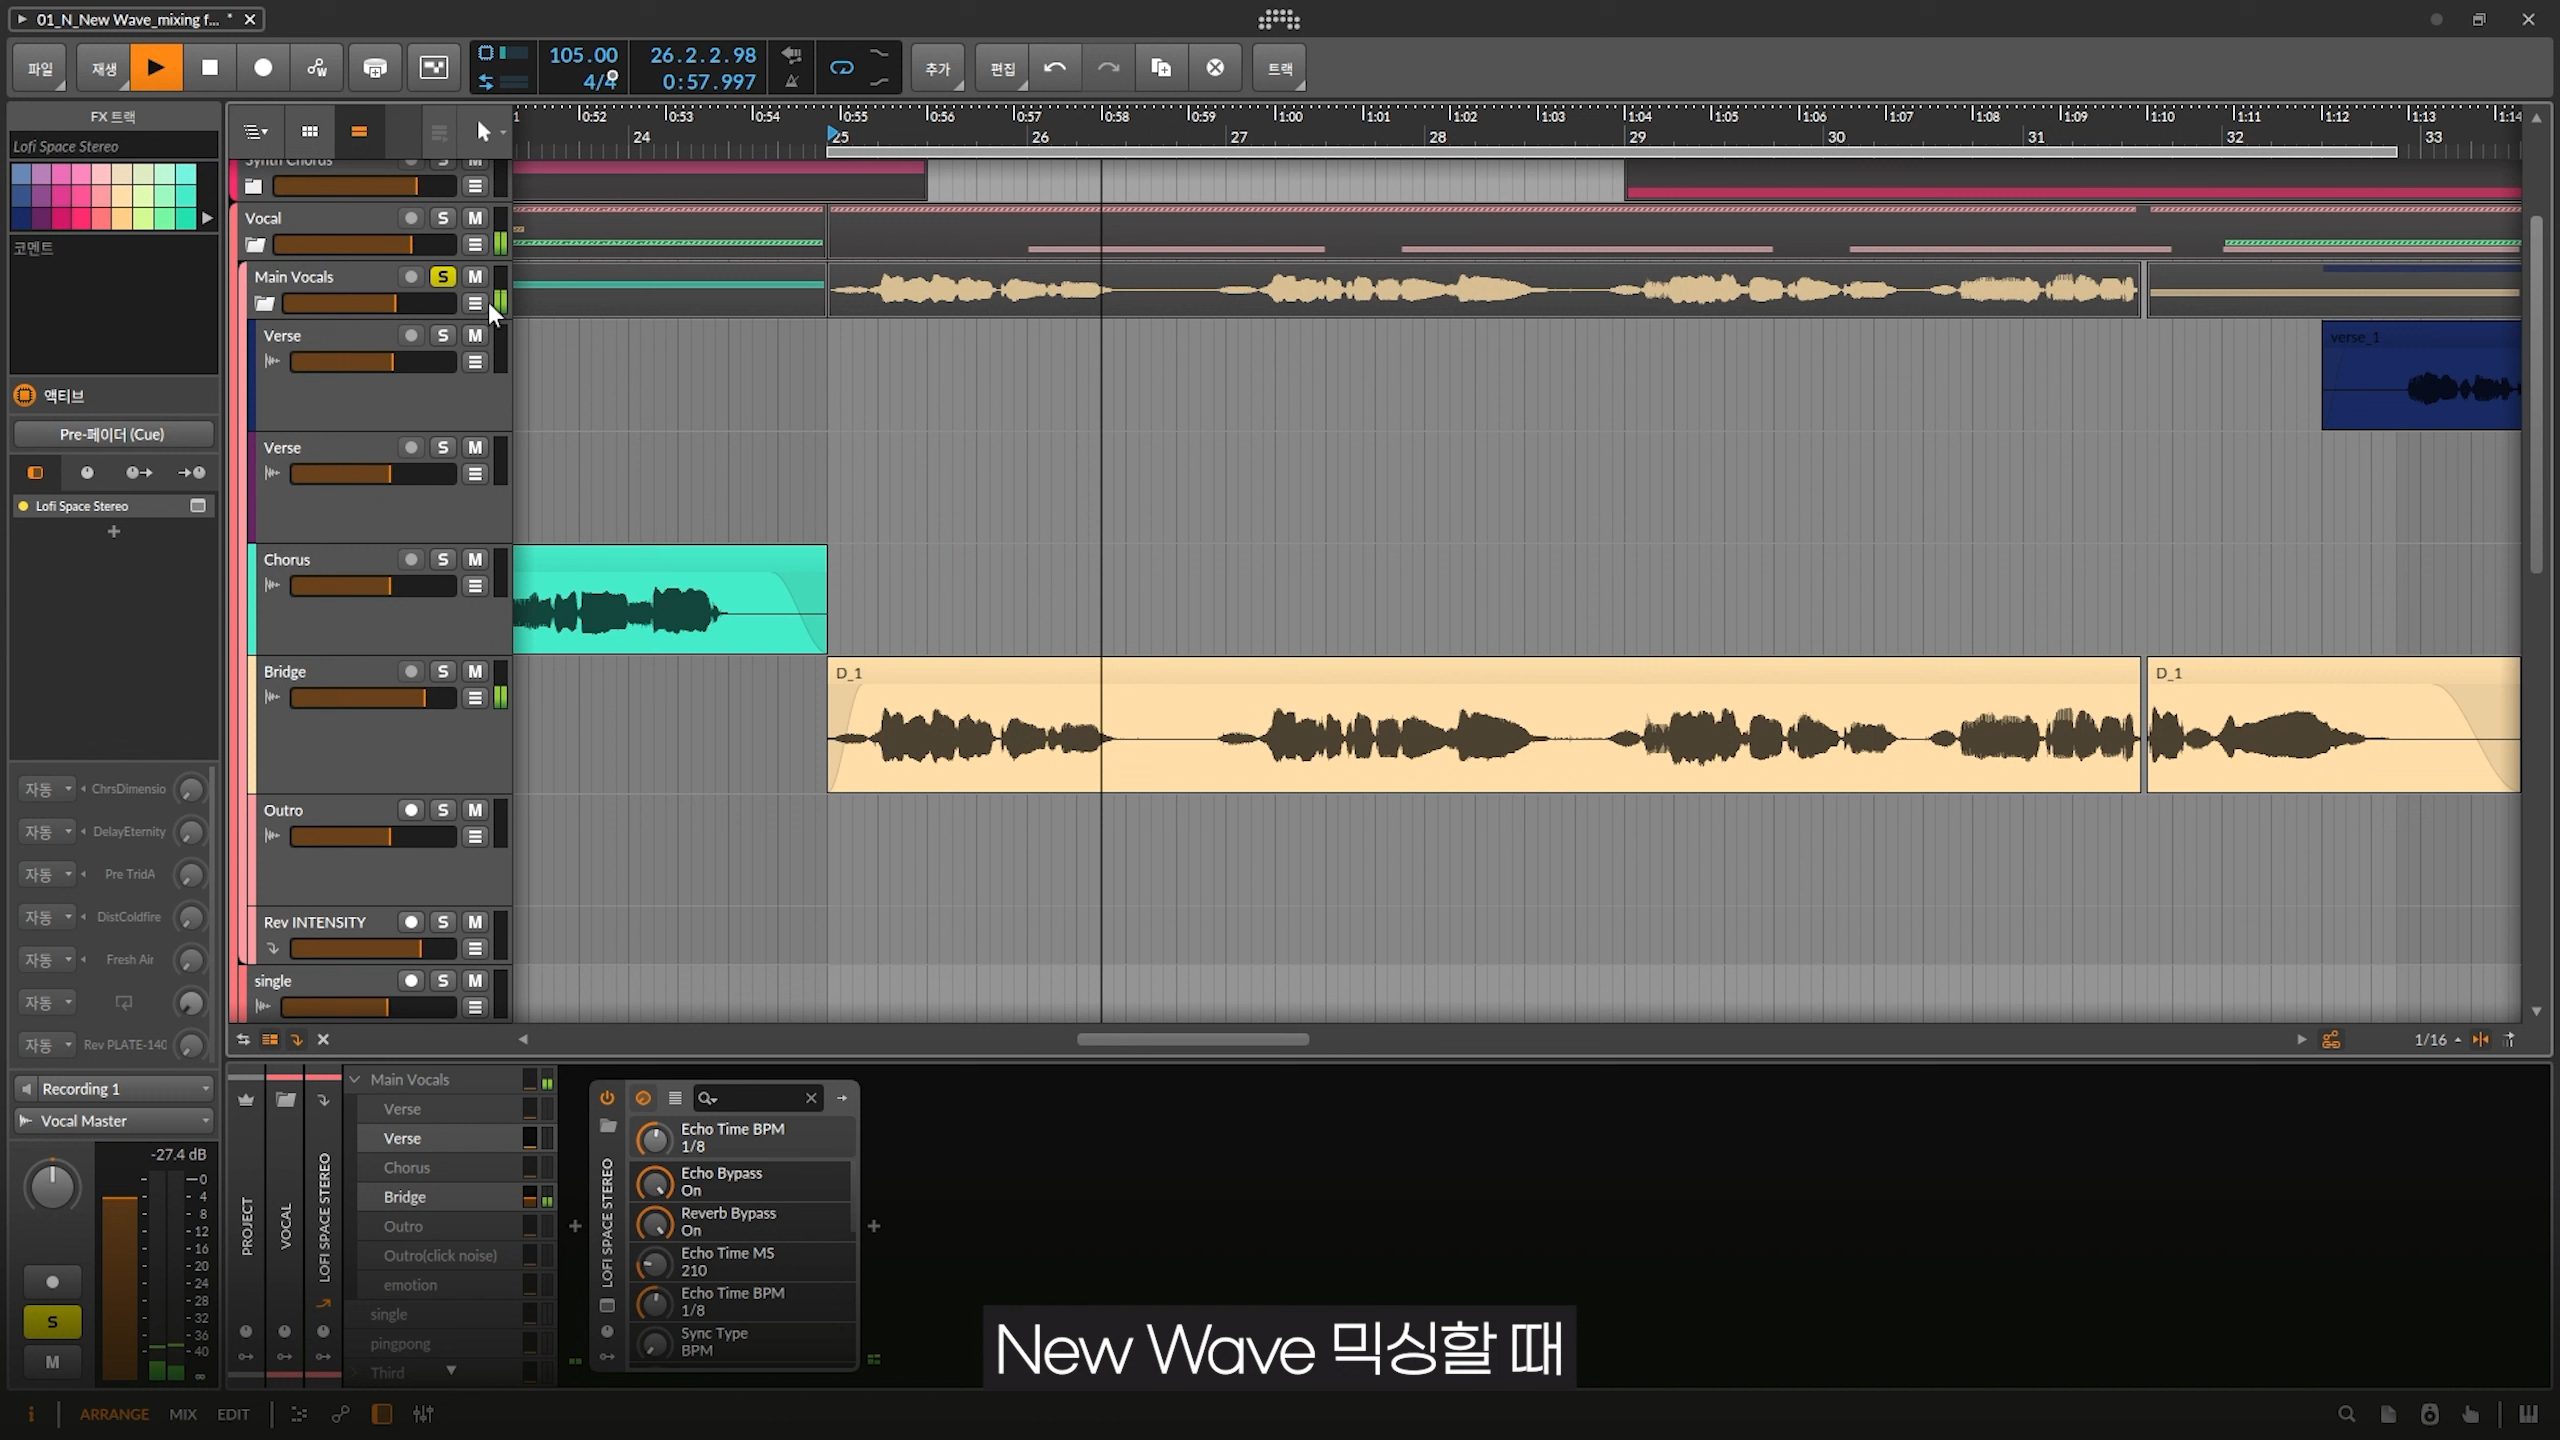 01_N_New Wave_mixing f... *
파일
재생
105.00
4/4
26.2.2.98
0:57.997
추가
편집
트랙
FX 트랙
Lofi Space Stereo
코멘트
액티브
Pre-페이더 (Cue)
Lofi Space Stereo
자동 ChrsDimensio
자동 DelayEternity
자동 Pre TridA
자동 DistColdfire
자동 Fresh Air
자동
자동 Rev PLATE-140
Recording 1
Vocal Master
-27.4 dB
0
4
8
12
16
20
24
28
32
36
40
∞
S
M
1 0:52 0:53 0:54 0:55 0:56 0:57 0:58 0:59 1:00 1:01 1:02 1:03 1:04 1:05 1:06 1:07 1:08 1:09 1:10 1:11 1:12 1:13 1:14
24 25 26 27 28 29 30 31 32 33
Synth Chorus S M
Vocal S M
Main Vocals S M
Verse S M
verse_1
Verse S M
Chorus S M
Bridge S M
D_1 D_1
Outro S M
Rev INTENSITY S M
single S M
1/16
PROJECT
VOCAL
LOFI SPACE STEREO
Main Vocals
Verse
Verse
Chorus
Bridge
Outro
Outro(click noise)
emotion
single
pingpong
Third
LOFI SPACE STEREO
Echo Time BPM
1/8
Echo Bypass
On
Reverb Bypass
On
Echo Time MS
210
Echo Time BPM
1/8
Sync Type
BPM
New Wave 믹싱할 때
i ARRANGE MIX EDIT